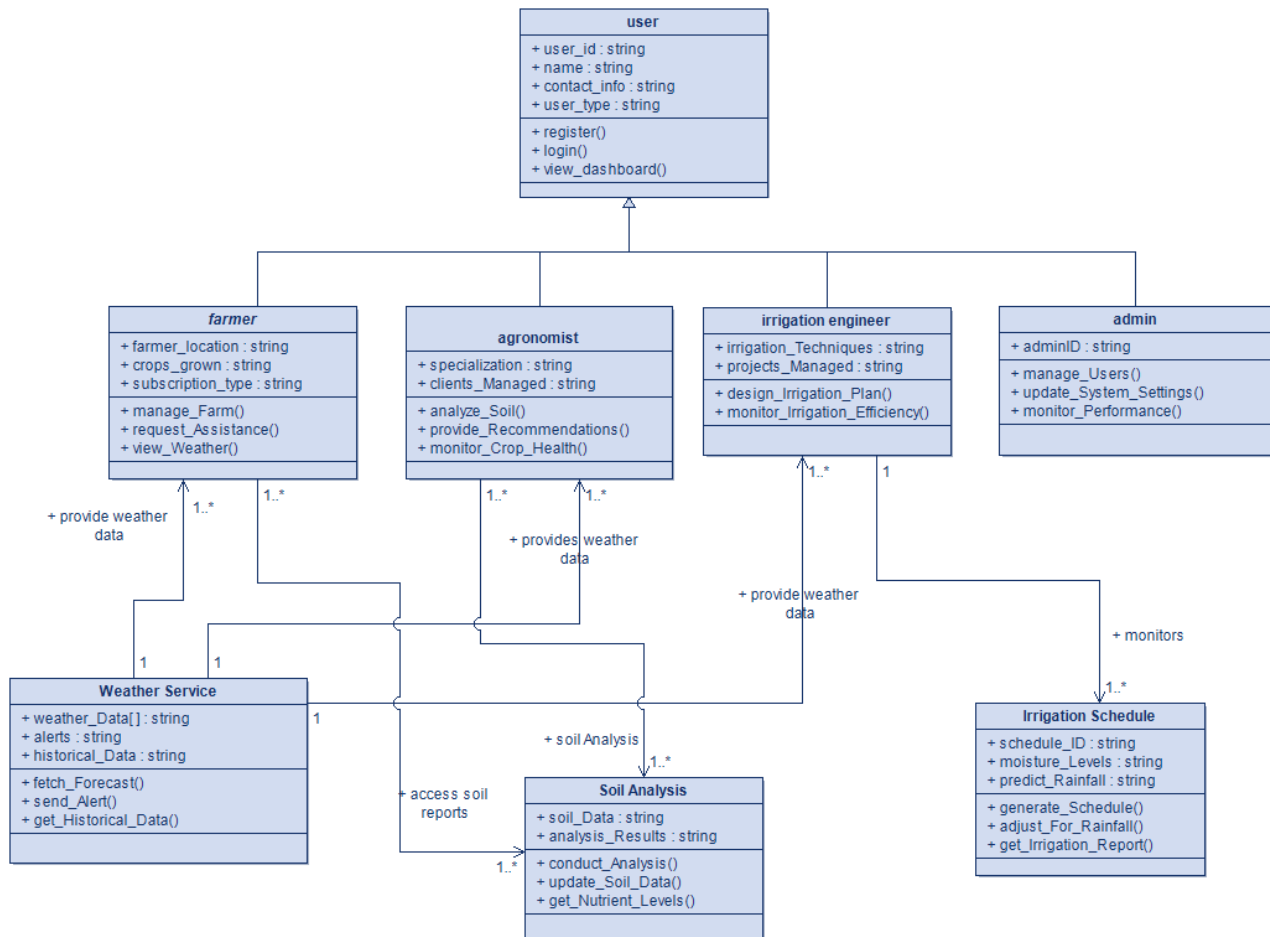 user
+ user_id : string
+ name : string
+ contact_info : string
+ user_type : string
+ register()
+ login()
+ view_dashboard()
farmer
+ farmer_location : string
+ crops_grown : string
+ subscription_type : string
+ manage_Farm()
+ request_Assistance()
+ view_Weather()
agronomist
+ specialization : string
+ clients_Managed : string
+ analyze_Soil()
+ provide_Recommendations()
+ monitor_Crop_Health()
irrigation engineer
+ irrigation_Techniques : string
+ projects_Managed : string
+ design_Irrigation_Plan()
+ monitor_Irrigation_Efficiency()
admin
+ adminID : string
+ manage_Users()
+ update_System_Settings()
+ monitor_Performance()
1..*
1..*
1..*
1..*
1..*
1
+ provide weather
data
+ provides weather
data
+ provide weather
data
+ monitors
1
1
1
1..*
+ soil Analysis
1..*
+ access soil
reports
1..*
Weather Service
+ weather_Data[] : string
+ alerts : string
+ historical_Data : string
+ fetch_Forecast()
+ send_Alert()
+ get_Historical_Data()
Soil Analysis
+ soil_Data : string
+ analysis_Results : string
+ conduct_Analysis()
+ update_Soil_Data()
+ get_Nutrient_Levels()
Irrigation Schedule
+ schedule_ID : string
+ moisture_Levels : string
+ predict_Rainfall : string
+ generate_Schedule()
+ adjust_For_Rainfall()
+ get_Irrigation_Report()